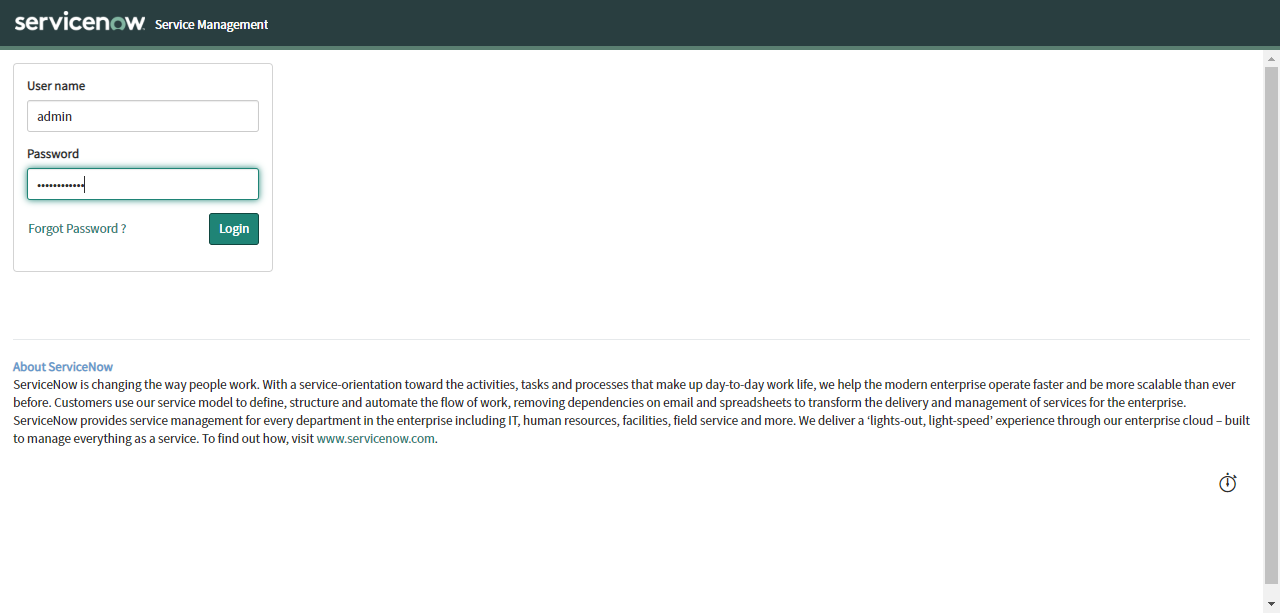 servicenow. Service Management
User name
admin
Password
••••••••••••
Forgot Password ?
Login
About ServiceNow
ServiceNow is changing the way people work. With a service-orientation toward the activities, tasks and processes that make up day-to-day work life, we help the modern enterprise operate faster and be more scalable than ever
before. Customers use our service model to define, structure and automate the flow of work, removing dependencies on email and spreadsheets to transform the delivery and management of services for the enterprise.
ServiceNow provides service management for every department in the enterprise including IT, human resources, facilities, field service and more. We deliver a ‘lights-out, light-speed’ experience through our enterprise cloud – built
to manage everything as a service. To find out how, visit www.servicenow.com.